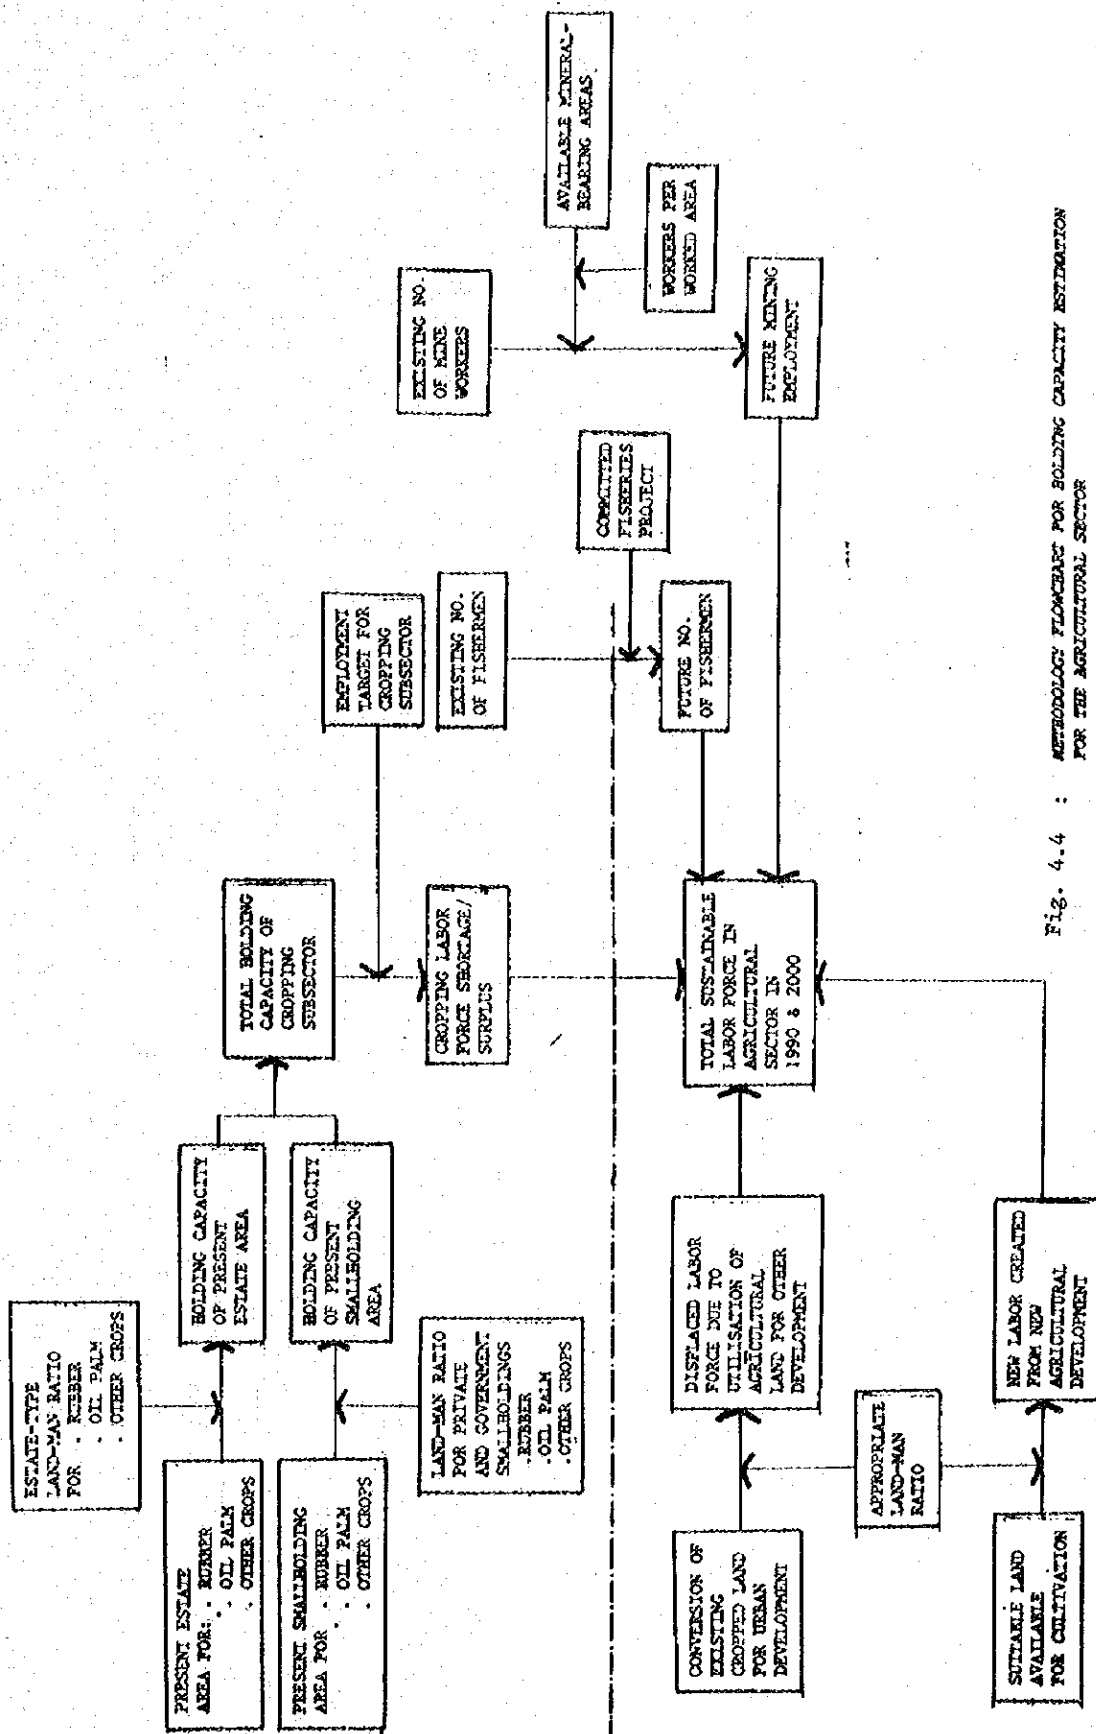 ESTATE-TYPE
LAND-MAN RATIO
FOR . RUBBER
. OIL PALM
. OTHER CROPS
PRESENT ESTATE
AREA FOR: . RUBBER
. OIL PALM
. OTHER CROPS
HOLDING CAPACITY
OF PRESENT
ESTATE AREA
PRESENT SMALLHOLDING
AREA FOR . RUBBER
. OIL PALM
. OTHER CROPS
HOLDING CAPACITY
OF PRESENT
SMALLHOLDING
AREA
LAND-MAN RATIO
FOR PRIVATE
AND GOVERNMENT
SMALLHOLDINGS
.RUBBER
.OIL PALM
.OTHER CROPS
TOTAL HOLDING
CAPACITY OF
CROPPING
SUBSECTOR
EMPLOYMENT
TARGET FOR
CROPPING
SUBSECTOR
CROPPING LABOR
FORCE SHORTAGE/
SURPLUS
EXISTING NO.
OF FISHERMEN
COMMITTED
FISHERIES
PROJECT
FUTURE NO.
OF FISHERMEN
EXISTING NO.
OF MINE
WORKERS
AVAILABLE MINERAL-
BEARING AREAS
WORKERS PER
WORKED AREA
FUTURE MINING
EMPLOYMENT
CONVERSION OF
EXISTING
CROPPED LAND
FOR URBAN
DEVELOPMENT
DISPLACED LABOR
FORCE DUE TO
UTILISATION OF
AGRICULTURAL
LAND FOR OTHER
DEVELOPMENT
TOTAL SUSTAINABLE
LABOR FORCE IN
AGRICULTURAL
SECTOR IN
1990 & 2000
APPROPRIATE
LAND-MAN
RATIO
SUITABLE LAND
AVAILABLE
FOR CULTIVATION
NEW LABOR CREATED
FROM NEW
AGRICULTURAL
DEVELOPMENT
Fig. 4.4 : METHODOLOGY FLOWCHART FOR HOLDING CAPACITY ESTIMATION
FOR THE AGRICULTURAL SECTOR